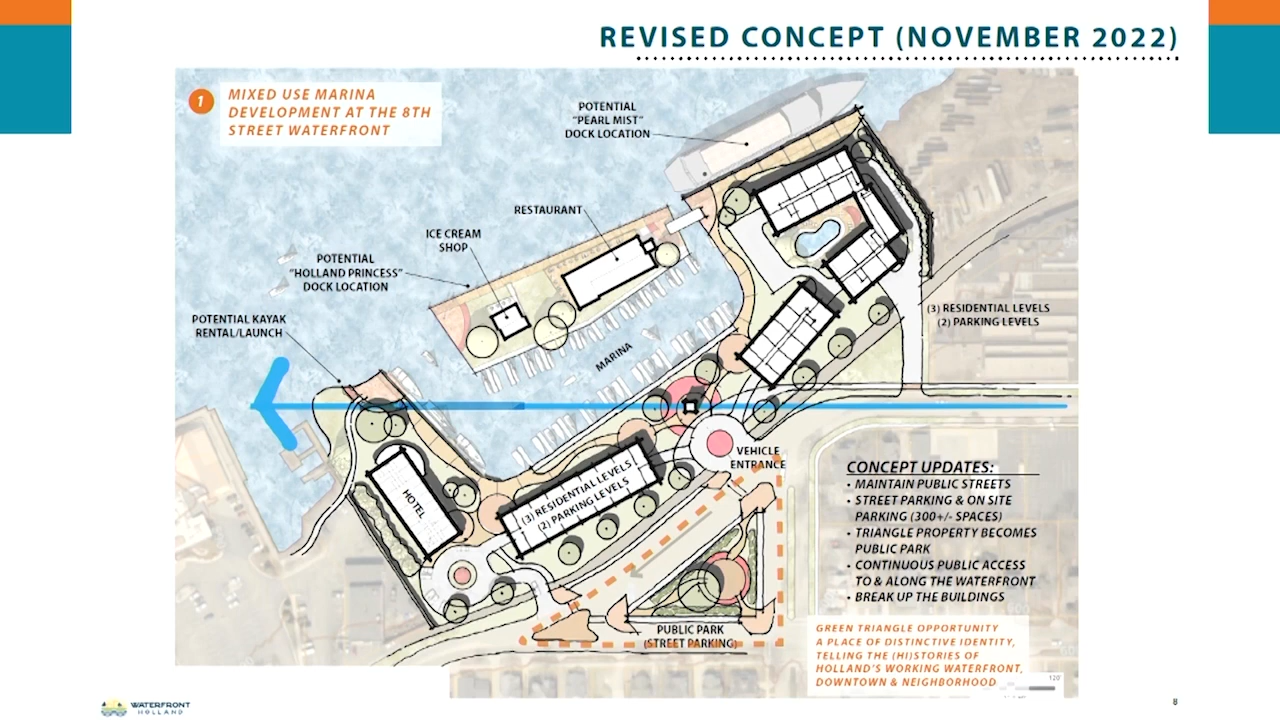 REVISED CONCEPT (NOVEMBER 2022)
1
MIXED USE MARINA
DEVELOPMENT AT THE 8TH
STREET WATERFRONT
POTENTIAL
"PEARL MIST"
DOCK LOCATION
RESTAURANT
ICE CREAM
SHOP
POTENTIAL
"HOLLAND PRINCESS"
DOCK LOCATION
POTENTIAL KAYAK
RENTAL/LAUNCH
MARINA
(3) RESIDENTIAL LEVELS
(2) PARKING LEVELS
VEHICLE
ENTRANCE
HOTEL
(3) RESIDENTIAL LEVELS
(2) PARKING LEVELS
CONCEPT UPDATES:
• MAINTAIN PUBLIC STREETS
• STREET PARKING & ON SITE
PARKING (300+/- SPACES)
• TRIANGLE PROPERTY BECOMES
PUBLIC PARK
• CONTINUOUS PUBLIC ACCESS
TO & ALONG THE WATERFRONT
• BREAK UP THE BUILDINGS
PUBLIC PARK
(STREET PARKING)
GREEN TRIANGLE OPPORTUNITY
A PLACE OF DISTINCTIVE IDENTITY,
TELLING THE (HI)STORIES OF
HOLLAND'S WORKING WATERFRONT,
DOWNTOWN & NEIGHBORHOOD
120'
WATERFRONT
HOLLAND
8